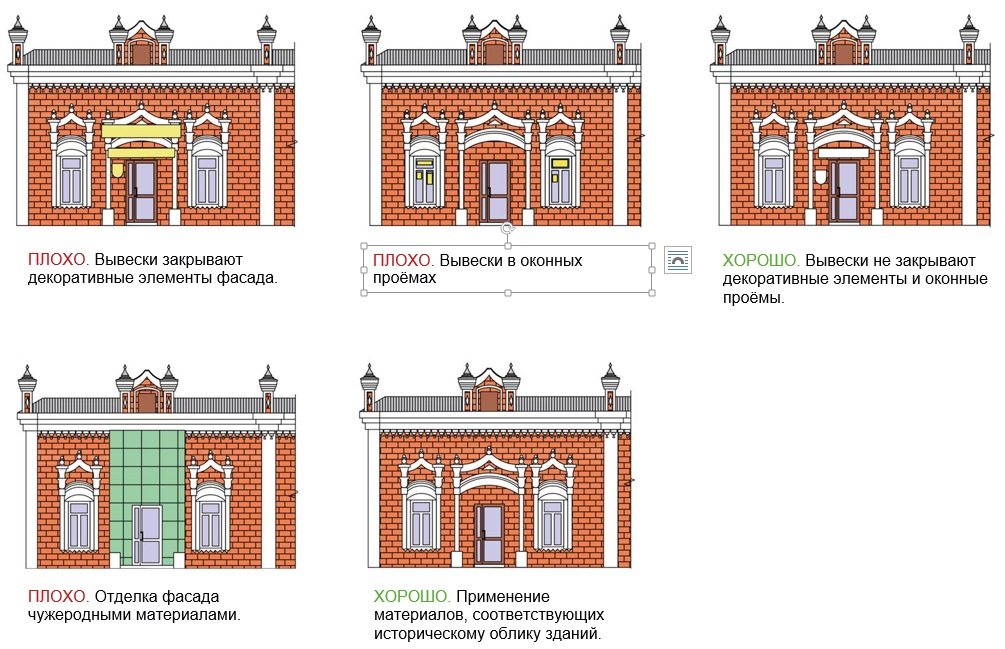 ПЛОХО. Вывески закрывают
декоративные элементы фасада.
ПЛОХО. Вывески в оконных
проёмах
ХОРОШО. Вывески не закрывают
декоративные элементы и оконные
проёмы.
ПЛОХО. Отделка фасада
чужеродными материалами.
ХОРОШО. Применение
материалов, соответствующих
историческому облику зданий.